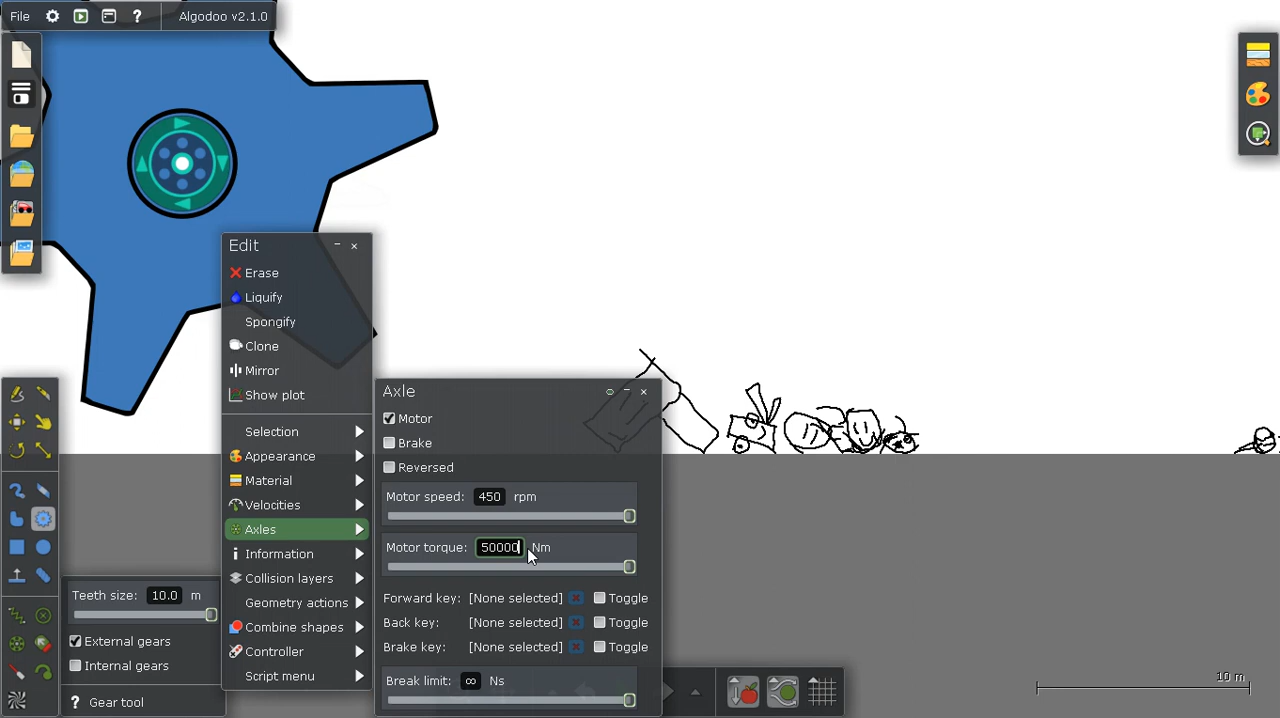 File ? Algodoo v2.1.0
Edit
Erase
Liquify
Spongify
Clone
Mirror
Show plot
Selection
Appearance
Material
Velocities
Axles
Information
Collision layers
Geometry actions
Combine shapes
Controller
Script menu
Axle
Motor
Brake
Reversed
Motor speed: 450 rpm
Motor torque: 50000 Nm
Forward key: [None selected] Toggle
Back key: [None selected] Toggle
Brake key: [None selected] Toggle
Break limit: ∞ Ns
Teeth size: 10.0 m
External gears
Internal gears
? Gear tool
10 m